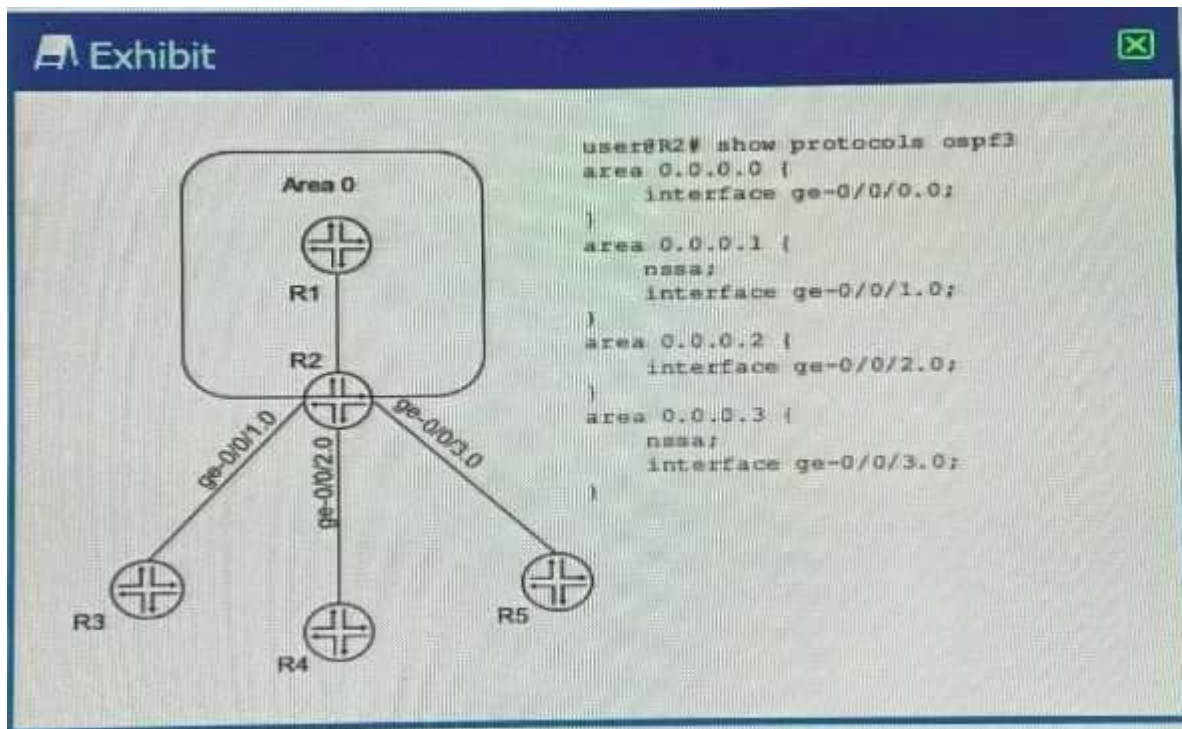 Exhibit
Area 0
R1
R2
ge-0/0/1.0
ge-0/0/2.0
ge-0/0/3.0
R3
R4
R5
user@R2# show protocols ospf3
area 0.0.0.0 {
interface ge-0/0/0.0;
}
area 0.0.0.1 {
nssa;
interface ge-0/0/1.0;
}
area 0.0.0.2 {
interface ge-0/0/2.0;
}
area 0.0.0.3 {
nssa;
interface ge-0/0/3.0;
}